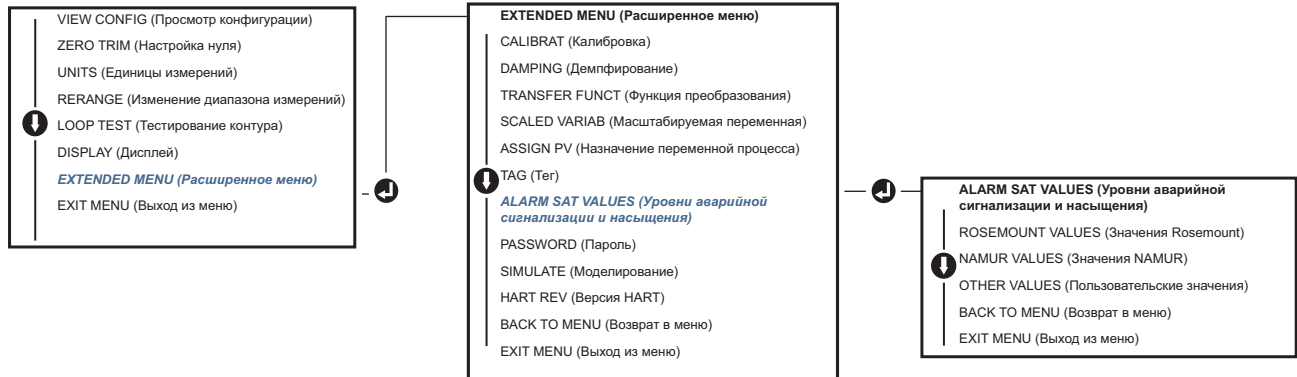 VIEW CONFIG (Просмотр конфигурации)
ZERO TRIM (Настройка нуля)
UNITS (Единицы измерений)
RERANGE (Изменение диапазона измерений)
LOOP TEST (Тестирование контура)
DISPLAY (Дисплей)
EXTENDED MENU (Расширенное меню)
EXIT MENU (Выход из меню)
EXTENDED MENU (Расширенное меню)
CALIBRAT (Калибровка)
DAMPING (Демпфирование)
TRANSFER FUNCT (Функция преобразования)
SCALED VARIAB (Масштабируемая переменная)
ASSIGN PV (Назначение переменной процесса)
TAG (Тег)
ALARM SAT VALUES (Уровни аварийной
сигнализации и насыщения)
PASSWORD (Пароль)
SIMULATE (Моделирование)
HART REV (Версия HART)
BACK TO MENU (Возврат в меню)
EXIT MENU (Выход из меню)
ALARM SAT VALUES (Уровни аварийной
сигнализации и насыщения)
ROSEMOUNT VALUES (Значения Rosemount)
NAMUR VALUES (Значения NAMUR)
OTHER VALUES (Пользовательские значения)
BACK TO MENU (Возврат в меню)
EXIT MENU (Выход из меню)